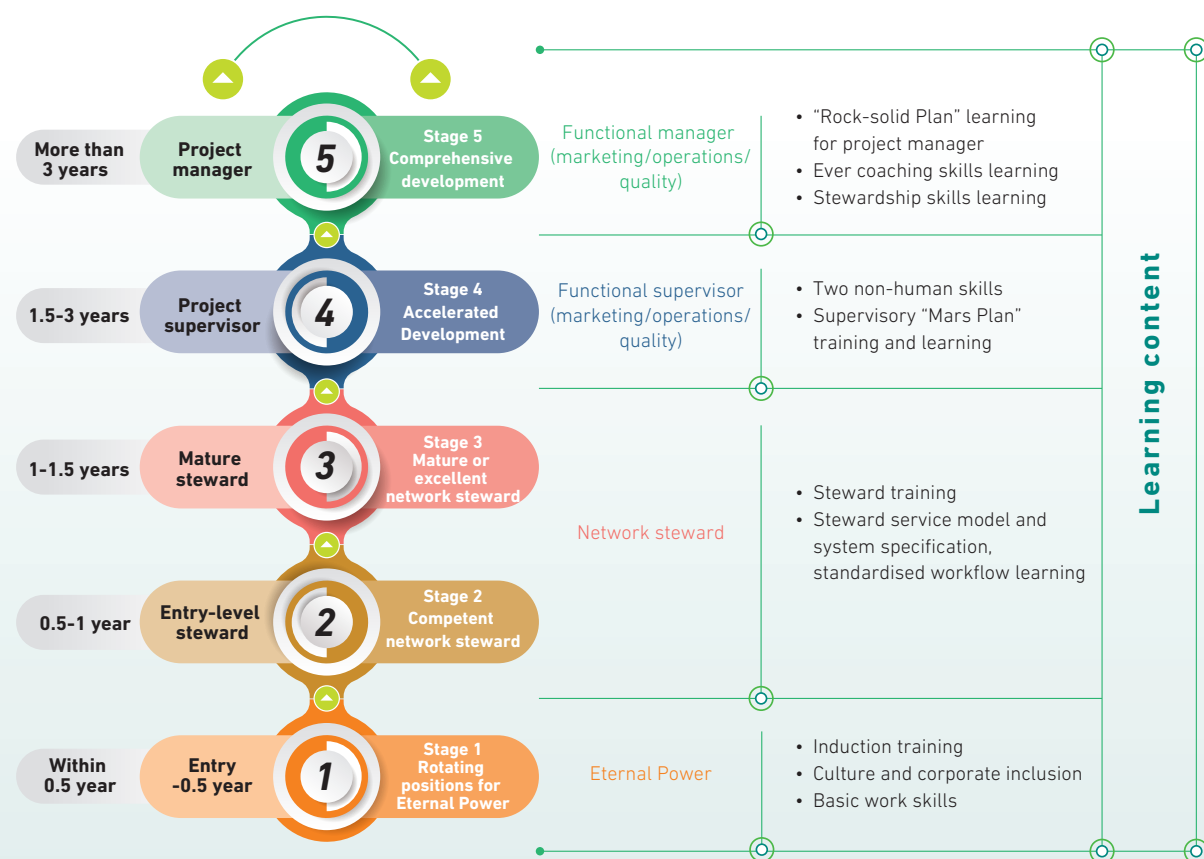 More than
3 years
Project
manager
5
Stage 5
Comprehensive
development
Functional manager
(marketing/operations/
quality)
• “Rock-solid Plan” learning
for project manager
• Ever coaching skills learning
• Stewardship skills learning
1.5-3 years
Project
supervisor
4
Stage 4
Accelerated
Development
Functional supervisor
(marketing/operations/
quality)
• Two non-human skills
• Supervisory “Mars Plan”
training and learning
1-1.5 years
Mature
steward
3
Stage 3
Mature or
excellent
network steward
Network steward
• Steward training
• Steward service model and
system specification,
standardised workflow learning
0.5-1 year
Entry-level
steward
2
Stage 2
Competent
network steward
Within
0.5 year
Entry
-0.5 year
1
Stage 1
Rotating
positions for
Eternal Power
Eternal Power
• Induction training
• Culture and corporate inclusion
• Basic work skills
Learning content